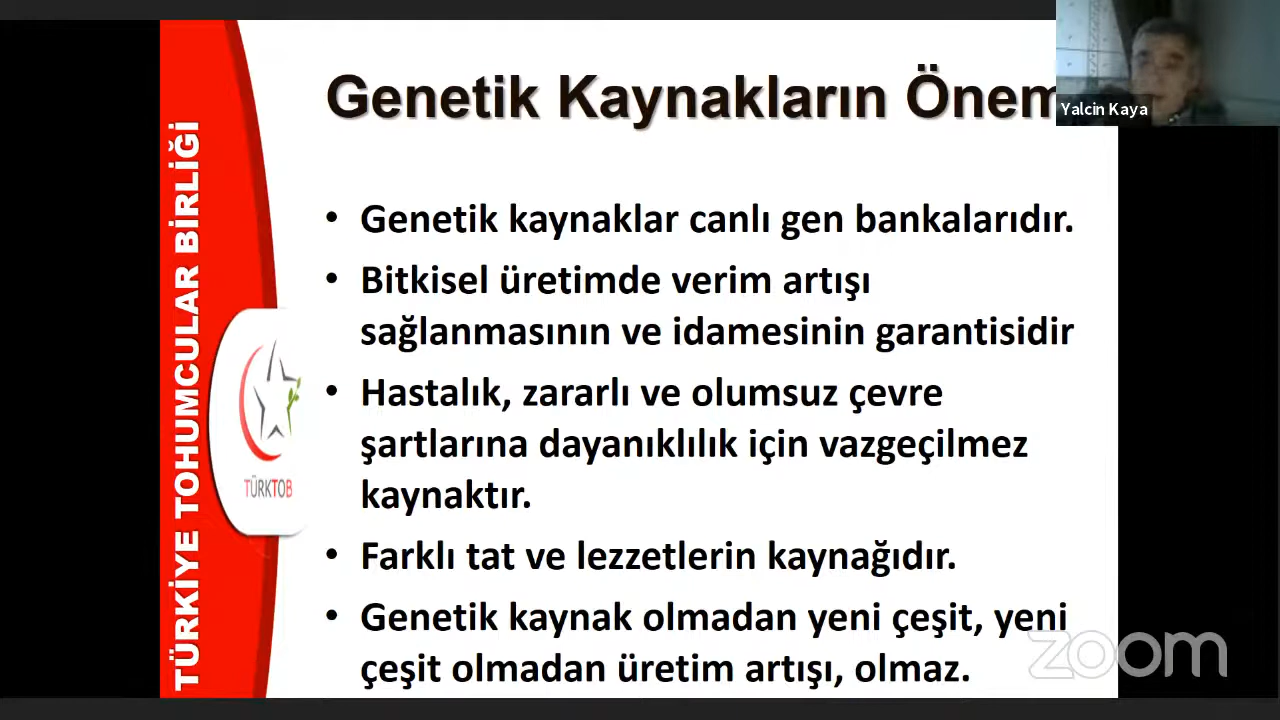 Genetik Kaynakların Önem
Yalcin Kaya
TÜRKİYE TOHUMCULAR BİRLİĞİ
TÜRKTOB
• Genetik kaynaklar canlı gen bankalarıdır.
• Bitkisel üretimde verim artışı
sağlanmasının ve idamesinin garantisidir
• Hastalık, zararlı ve olumsuz çevre
şartlarına dayanıklılık için vazgeçilmez
kaynaktır.
• Farklı tat ve lezzetlerin kaynağıdır.
• Genetik kaynak olmadan yeni çeşit, yeni
çeşit olmadan üretim artışı, olmaz.
zoom